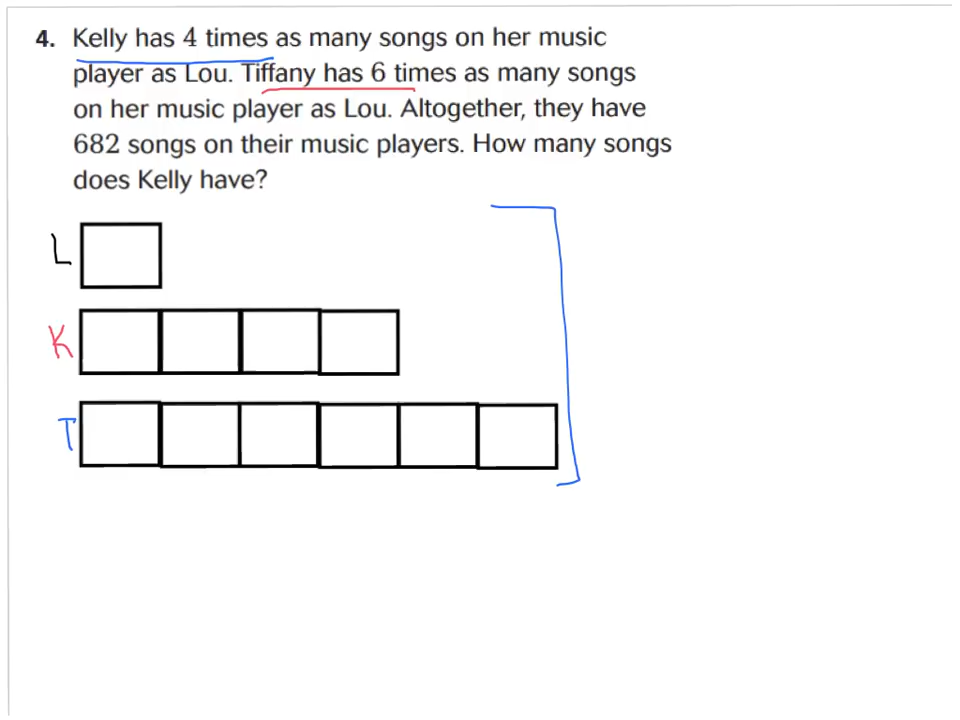 4. Kelly has 4 times as many songs on her music
player as Lou. Tiffany has 6 times as many songs
on her music player as Lou. Altogether, they have
682 songs on their music players. How many songs
does Kelly have?
L
K
T